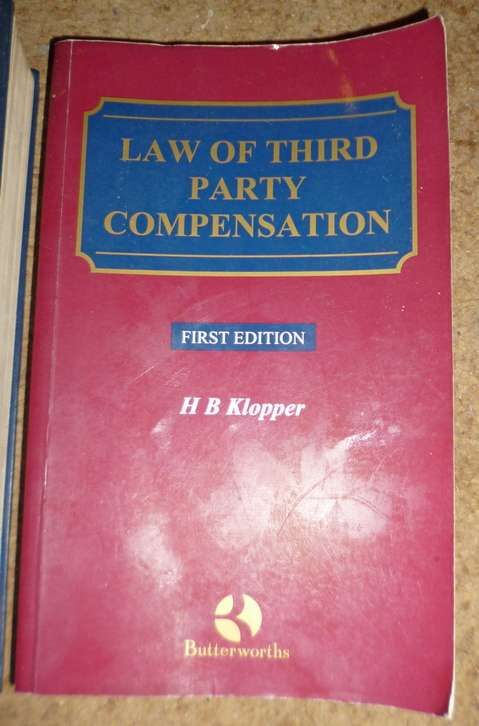 LAW OF THIRD
PARTY
COMPENSATION
FIRST EDITION
H B Klopper
Butterworths